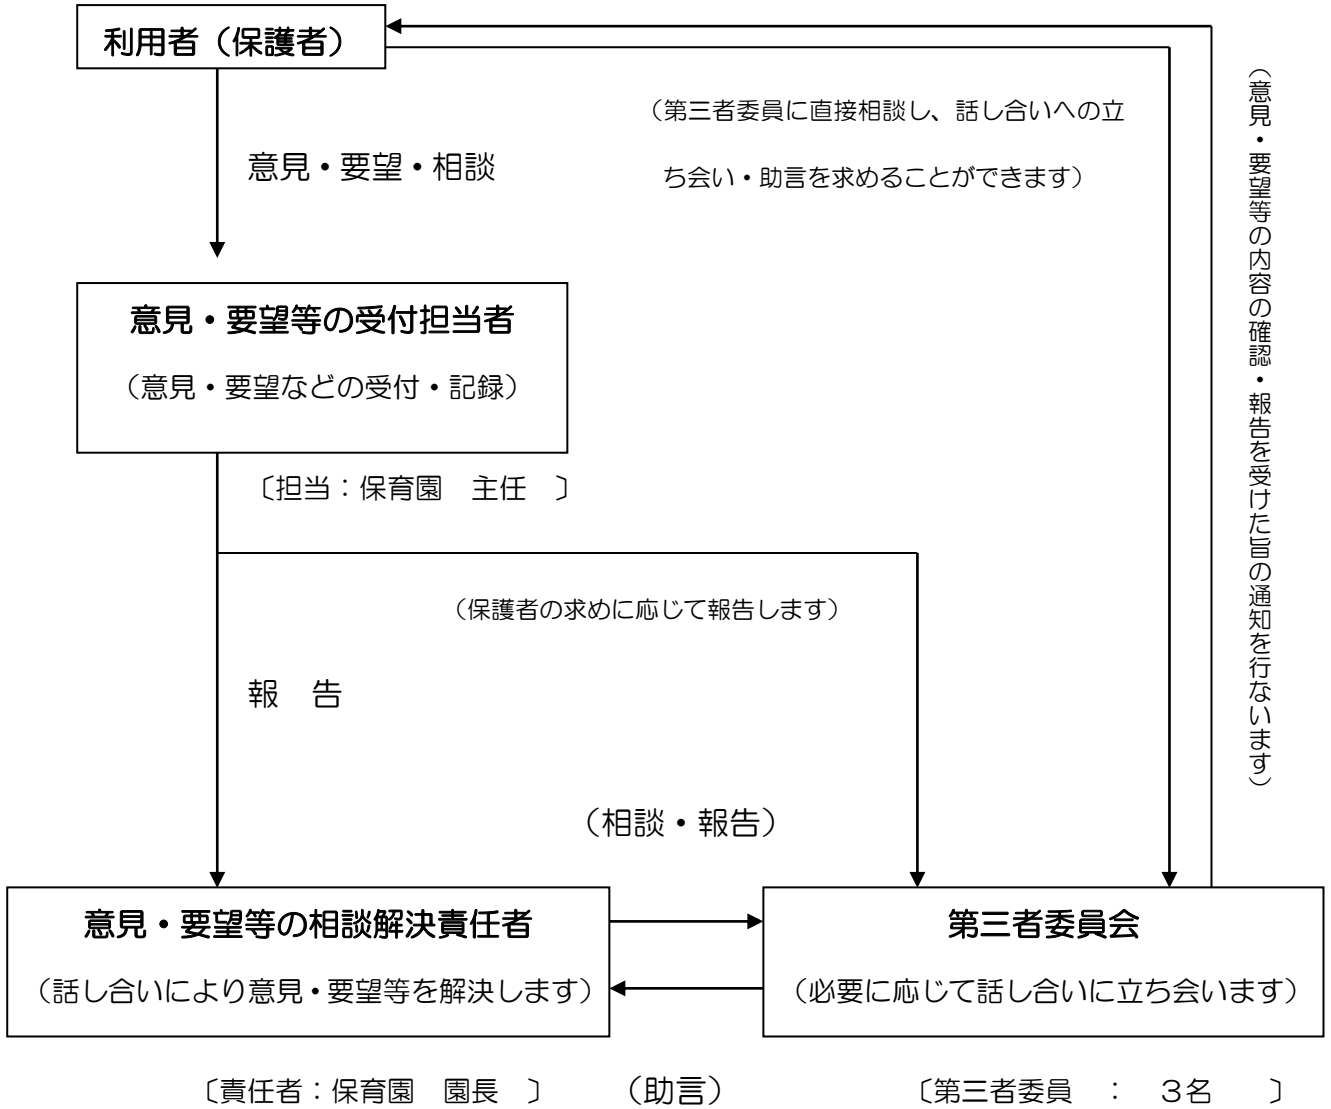 利用者（保護者）
（第三者委員に直接相談し、話し合いへの立
ち会い・助言を求めることができます）
意見・要望・相談
（意見・要望等の内容の確認・報告を受けた旨の通知を行ないます）
意見・要望等の受付担当者
（意見・要望などの受付・記録）
〔担当：保育園　主任　〕
（保護者の求めに応じて報告します）
報　告
（相談・報告）
意見・要望等の相談解決責任者
（話し合いにより意見・要望等を解決します）
第三者委員会
（必要に応じて話し合いに立ち会います）
〔責任者：保育園　園長　〕
（助言）
〔第三者委員　：　３名　　〕